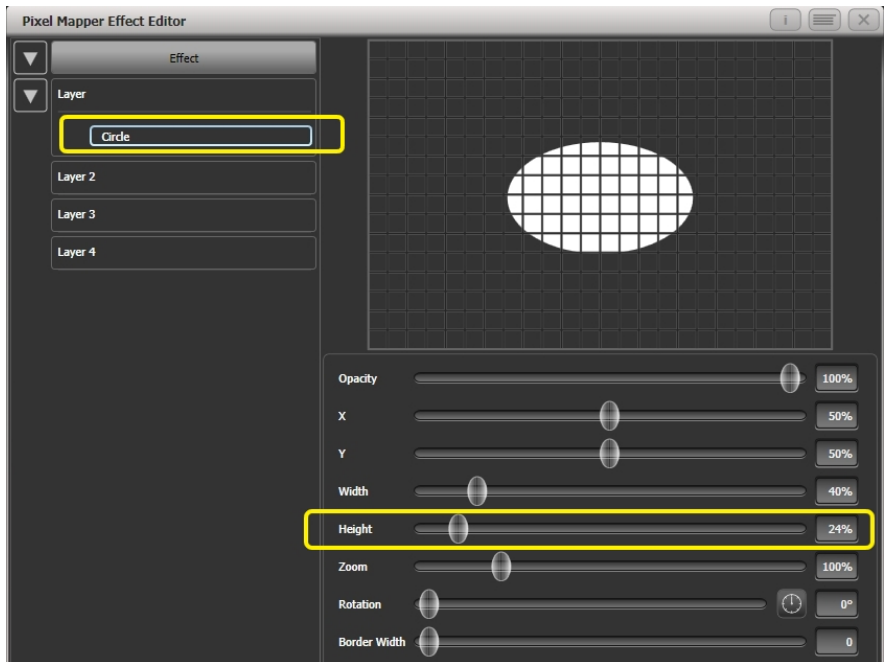 Pixel Mapper Effect Editor
Effect
Layer
Circle
Layer 2
Layer 3
Layer 4
Opacity 100%
X 50%
Y 50%
Width 40%
Height 24%
Zoom 100%
Rotation 0°
Border Width 0